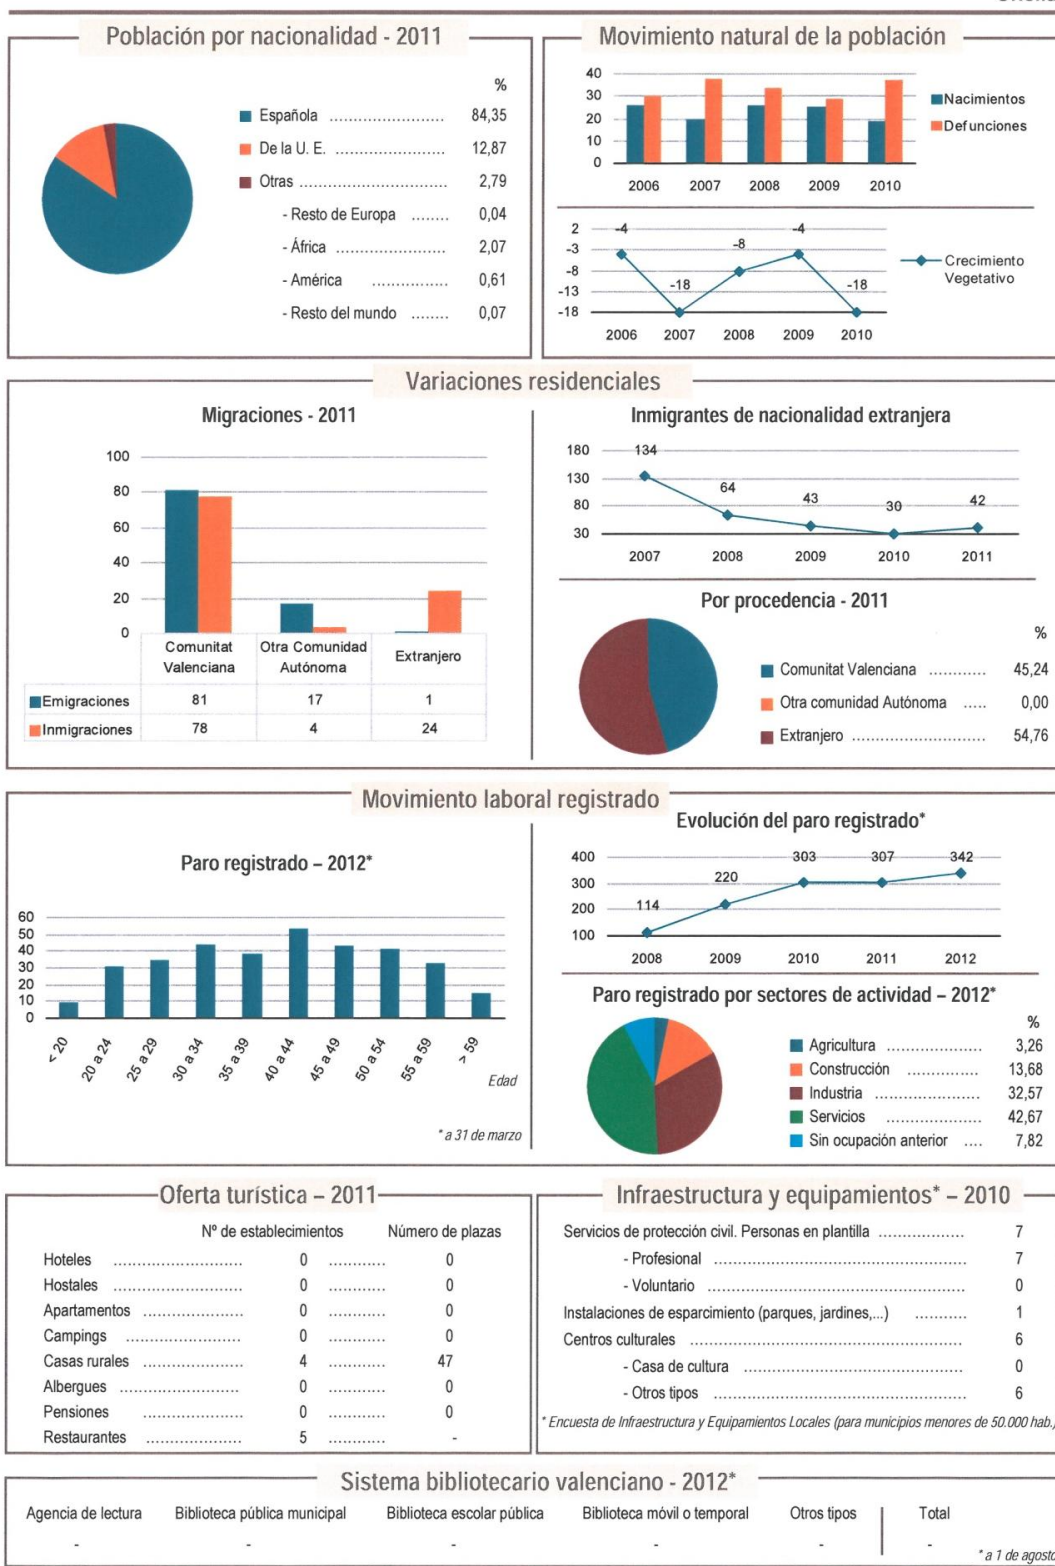 Población por nacionalidad - 2011
%
Española ........................ 84,35
De la U. E. ....................... 12,87
Otras ............................... 2,79
- Resto de Europa ........ 0,04
- África ....................... 2,07
- América ................ 0,61
- Resto del mundo ........ 0,07
Movimiento natural de la población
40
30
20
10
0
2006 2007 2008 2009 2010
Nacimientos
Defunciones
2
-3
-8
-13
-18
-4 -18 -8 -4 -18
2006 2007 2008 2009 2010
Crecimiento
Vegetativo
Variaciones residenciales
Migraciones - 2011
100
80
60
40
20
0
Comunitat Valenciana Otra Comunidad Autónoma Extranjero
Emigraciones 81 17 1
Inmigraciones 78 4 24
Inmigrantes de nacionalidad extranjera
180
130
80
30
134 64 43 30 42
2007 2008 2009 2010 2011
Por procedencia - 2011
%
Comunitat Valenciana ............ 45,24
Otra comunidad Autónoma ..... 0,00
Extranjero ............................ 54,76
Movimiento laboral registrado
Paro registrado – 2012*
60
50
40
30
20
10
0
< 20 20 a 24 25 a 29 30 a 34 35 a 39 40 a 44 45 a 49 50 a 54 55 a 59 > 59
Edad
* a 31 de marzo
Evolución del paro registrado*
400
300
200
100
114 220 303 307 342
2008 2009 2010 2011 2012
Paro registrado por sectores de actividad – 2012*
%
Agricultura .................... 3,26
Construcción ............... 13,68
Industria ...................... 32,57
Servicios .................... 42,67
Sin ocupación anterior .... 7,82
Oferta turística – 2011
Nº de establecimientos Número de plazas
Hoteles ........................... 0 ............ 0
Hostales ........................... 0 ............ 0
Apartamentos ..................... 0 ............ 0
Campings ........................ 0 ............ 0
Casas rurales ..................... 4 ............ 47
Albergues ......................... 0 ............ 0
Pensiones ..................... 0 ............ 0
Restaurantes .................... 5 ............ -
Infraestructura y equipamientos* – 2010
Servicios de protección civil. Personas en plantilla .................. 7
- Profesional ..................................................... 7
- Voluntario ..................................................... 0
Instalaciones de esparcimiento (parques, jardines,...) ........... 1
Centros culturales ......................................................... 6
- Casa de cultura .............................................. 0
- Otros tipos ..................................................... 6
* Encuesta de Infraestructura y Equipamientos Locales (para municipios menores de 50.000 hab.)
Sistema bibliotecario valenciano - 2012*
Agencia de lectura Biblioteca pública municipal Biblioteca escolar pública Biblioteca móvil o temporal Otros tipos Total
- - - - - -
* a 1 de agosto